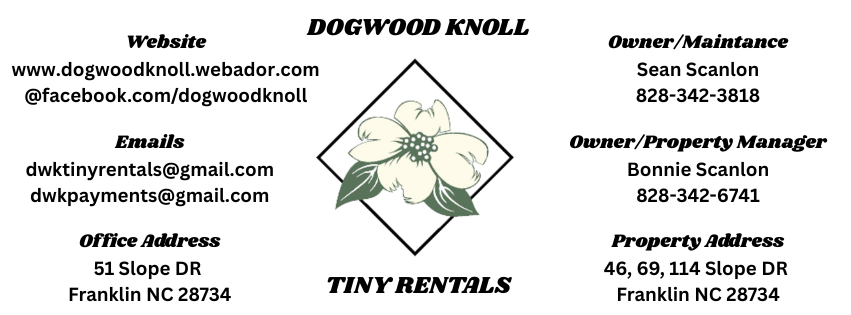 DOGWOOD KNOLL
Website
www.dogwoodknoll.webador.com
@facebook.com/dogwoodknoll
Emails
dwktinyrentals@gmail.com
dwkpayments@gmail.com
Office Address
51 Slope DR
Franklin NC 28734
TINY RENTALS
Owner/Maintance
Sean Scanlon
828-342-3818
Owner/Property Manager
Bonnie Scanlon
828-342-6741
Property Address
46, 69, 114 Slope DR
Franklin NC 28734